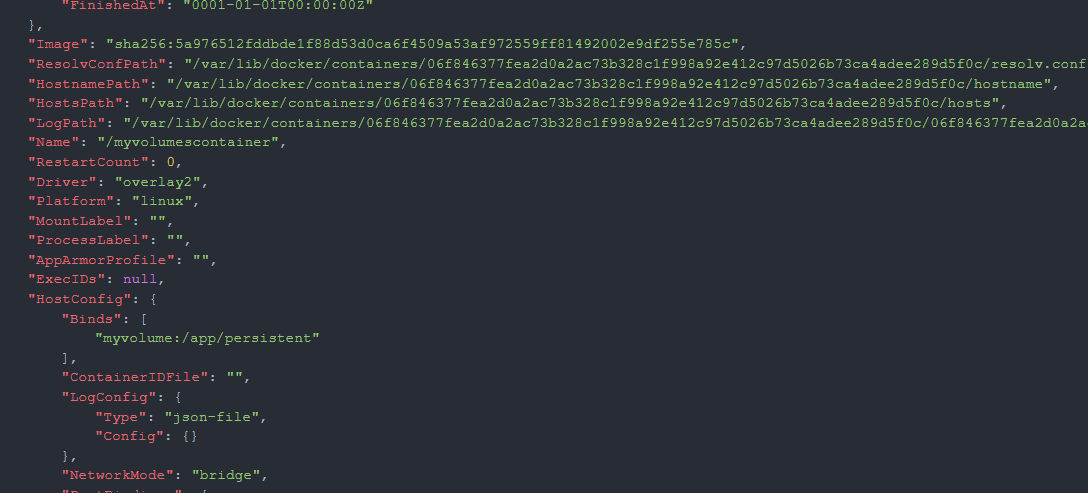 "FinishedAt": "0001-01-01T00:00:00Z"
},
"Image": "sha256:5a976512fddbde1f88d53d0ca6f4509a53af972559ff81492002e9df255e785c",
"ResolvConfPath": "/var/lib/docker/containers/06f846377fea2d0a2ac73b328c1f998a92e412c97d5026b73ca4adee289d5f0c/resolv.conf
"HostnamePath": "/var/lib/docker/containers/06f846377fea2d0a2ac73b328c1f998a92e412c97d5026b73ca4adee289d5f0c/hostname",
"HostsPath": "/var/lib/docker/containers/06f846377fea2d0a2ac73b328c1f998a92e412c97d5026b73ca4adee289d5f0c/hosts",
"LogPath": "/var/lib/docker/containers/06f846377fea2d0a2ac73b328c1f998a92e412c97d5026b73ca4adee289d5f0c/06f846377fea2d0a2a
"Name": "/myvolumescontainer",
"RestartCount": 0,
"Driver": "overlay2",
"Platform": "linux",
"MountLabel": "",
"ProcessLabel": "",
"AppArmorProfile": "",
"ExecIDs": null,
"HostConfig": {
"Binds": [
"myvolume:/app/persistent"
],
"ContainerIDFile": "",
"LogConfig": {
"Type": "json-file",
"Config": {}
},
"NetworkMode": "bridge",